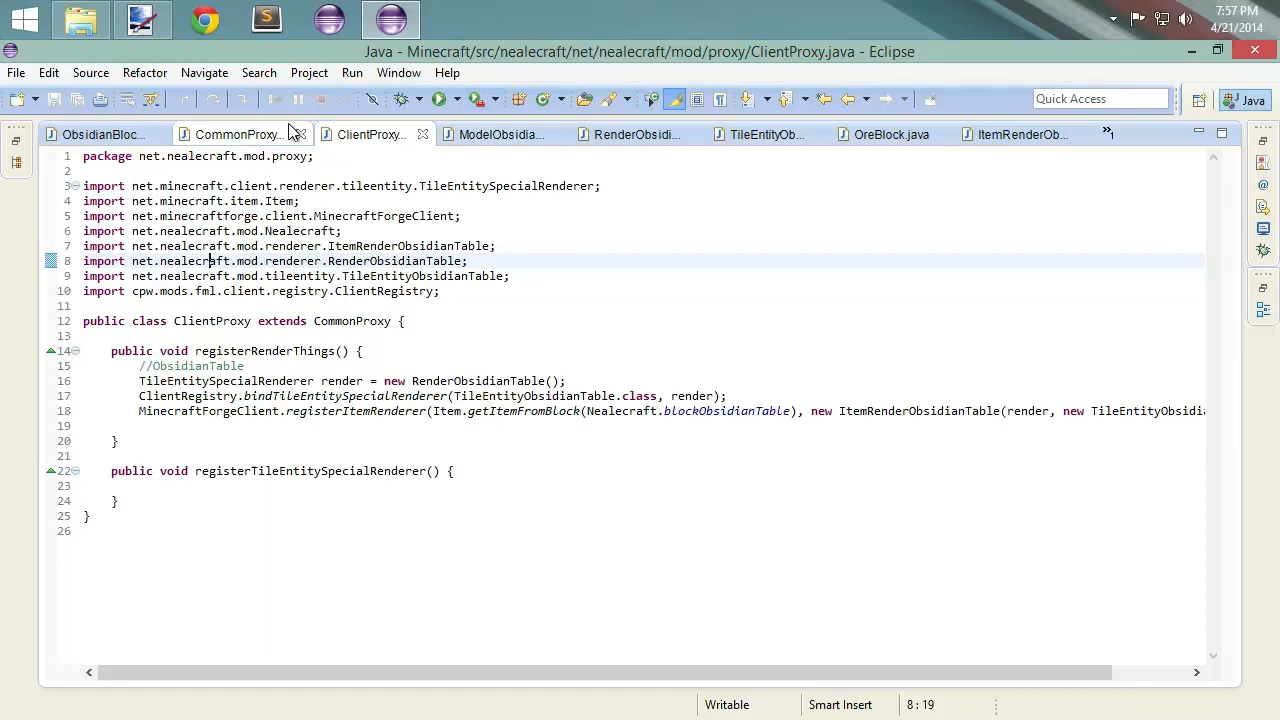 7:57 PM
4/21/2014
Java - Minecraft/src/nealecraft/net/nealecraft/mod/proxy/ClientProxy.java - Eclipse
File Edit Source Refactor Navigate Search Project Run Window Help
Quick Access
Java
ObsidianBloc... CommonProxy... ClientProxy... ModelObsidia... RenderObsidi... TileEntityOb... OreBlock.java ItemRenderOb... »1
1 package net.nealecraft.mod.proxy;
2
3 import net.minecraft.client.renderer.tileentity.TileEntitySpecialRenderer;
4 import net.minecraft.item.Item;
5 import net.minecraftforge.client.MinecraftForgeClient;
6 import net.nealecraft.mod.Nealecraft;
7 import net.nealecraft.mod.renderer.ItemRenderObsidianTable;
8 import net.nealecraft.mod.renderer.RenderObsidianTable;
9 import net.nealecraft.mod.tileentity.TileEntityObsidianTable;
10 import cpw.mods.fml.client.registry.ClientRegistry;
11
12 public class ClientProxy extends CommonProxy {
13
14 public void registerRenderThings() {
15 //ObsidianTable
16 TileEntitySpecialRenderer render = new RenderObsidianTable();
17 ClientRegistry.bindTileEntitySpecialRenderer(TileEntityObsidianTable.class, render);
18 MinecraftForgeClient.registerItemRenderer(Item.getItemFromBlock(Nealecraft.blockObsidianTable), new ItemRenderObsidianTable(render, new TileEntityObsidia
19
20 }
21
22 public void registerTileEntitySpecialRenderer() {
23
24 }
25 }
26
Writable Smart Insert 8 : 19